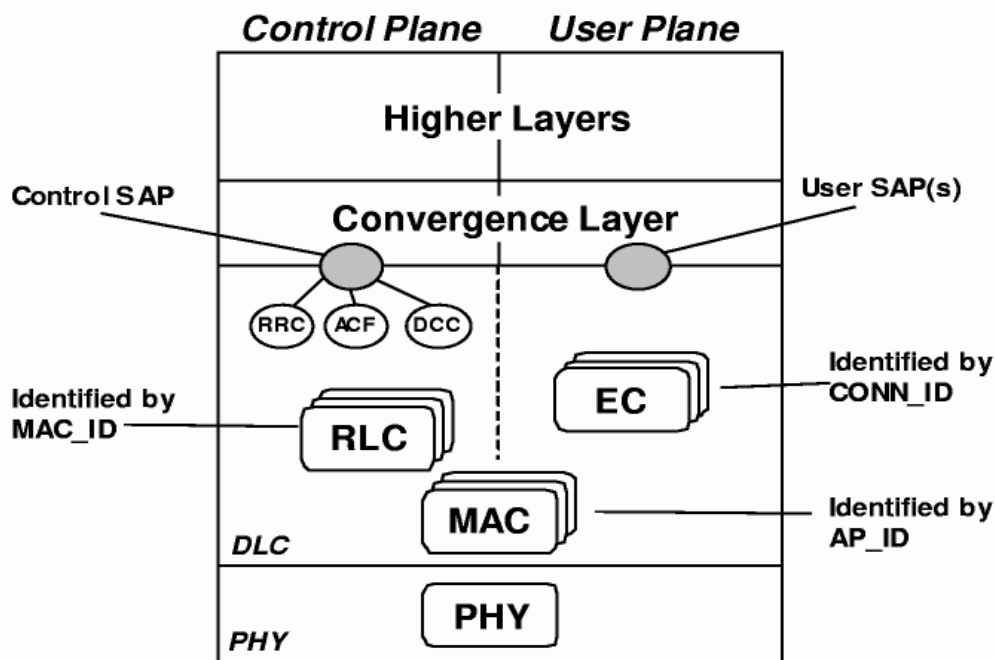 Control Plane User Plane
Higher Layers
Control SAP
User SAP(s)
Convergence Layer
RRC ACF DCC
Identified by
CONN_ID
EC
Identified by
MAC_ID
RLC
MAC
Identified by
AP_ID
DLC
PHY
PHY